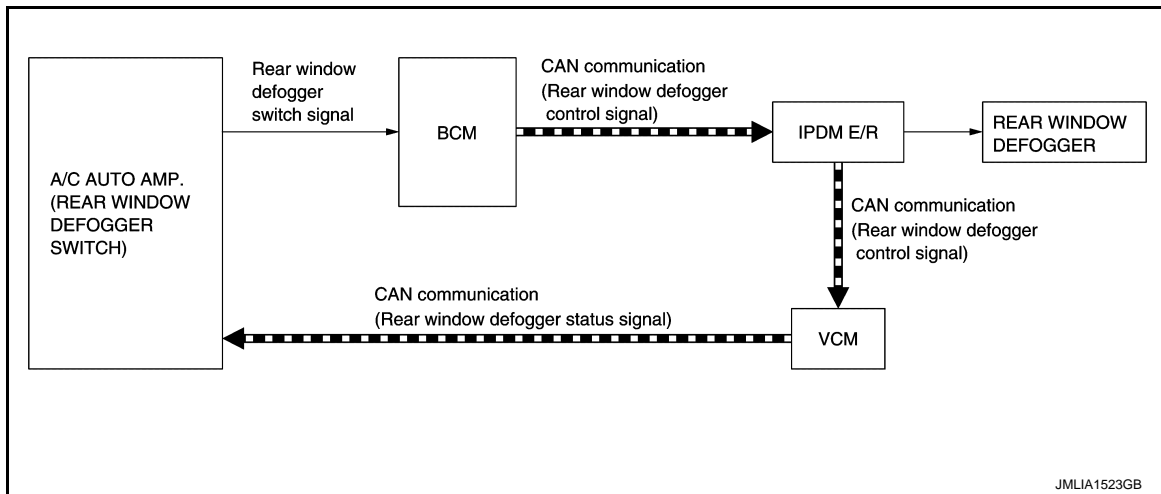 A/C AUTO AMP.
(REAR WINDOW
DEFOGGER
SWITCH)
Rear window
defogger
switch signal
BCM
CAN communication
(Rear window defogger
control signal)
IPDM E/R
REAR WINDOW
DEFOGGER
CAN communication
(Rear window defogger
control signal)
VCM
CAN communication
(Rear window defogger status signal)
JMLIA1523GB